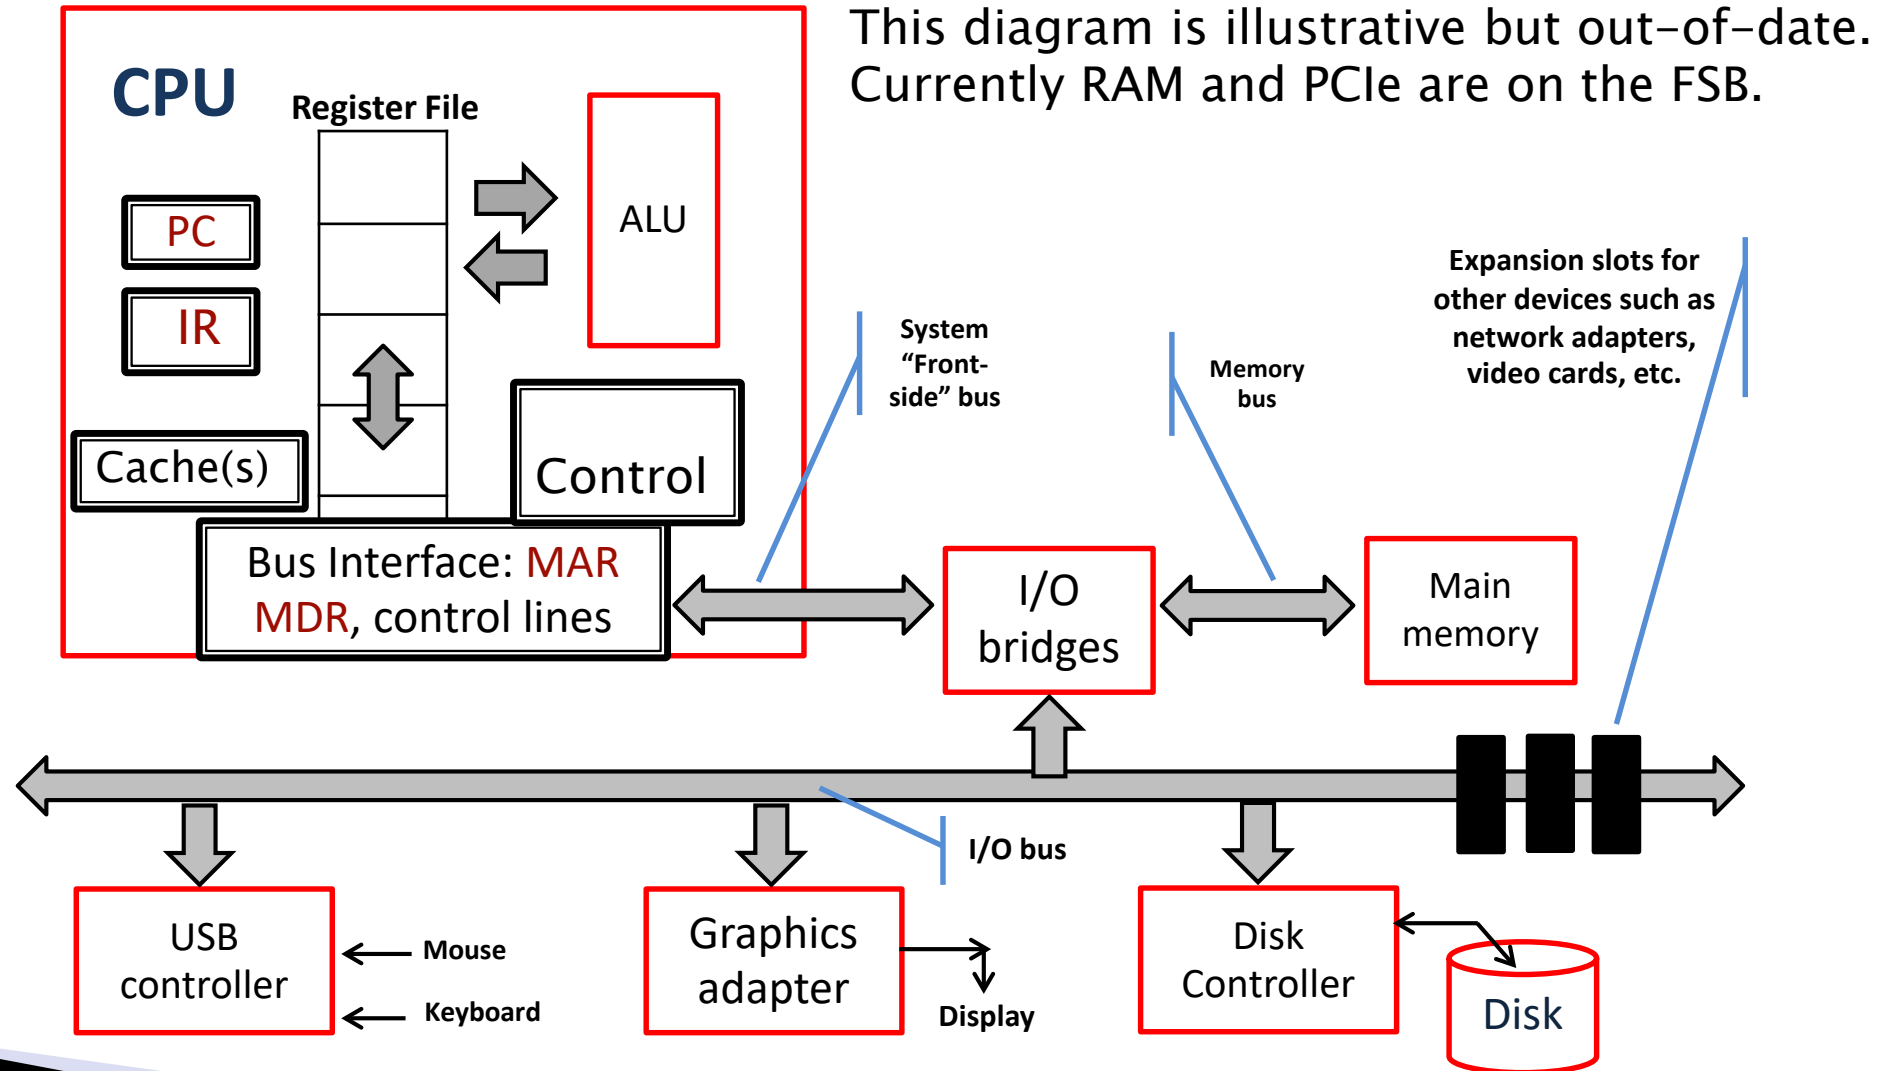 This diagram is illustrative but out-of-date.
Currently RAM and PCIe are on the FSB.
CPU
Register File
PC
IR
ALU
Cache(s)
Control
Bus Interface: MAR
MDR, control lines
System
“Front-
side” bus
Memory
bus
Expansion slots for
other devices such as
network adapters,
video cards, etc.
I/O
bridges
Main
memory
I/O bus
USB
controller
Mouse
Keyboard
Graphics
adapter
Display
Disk
Controller
Disk